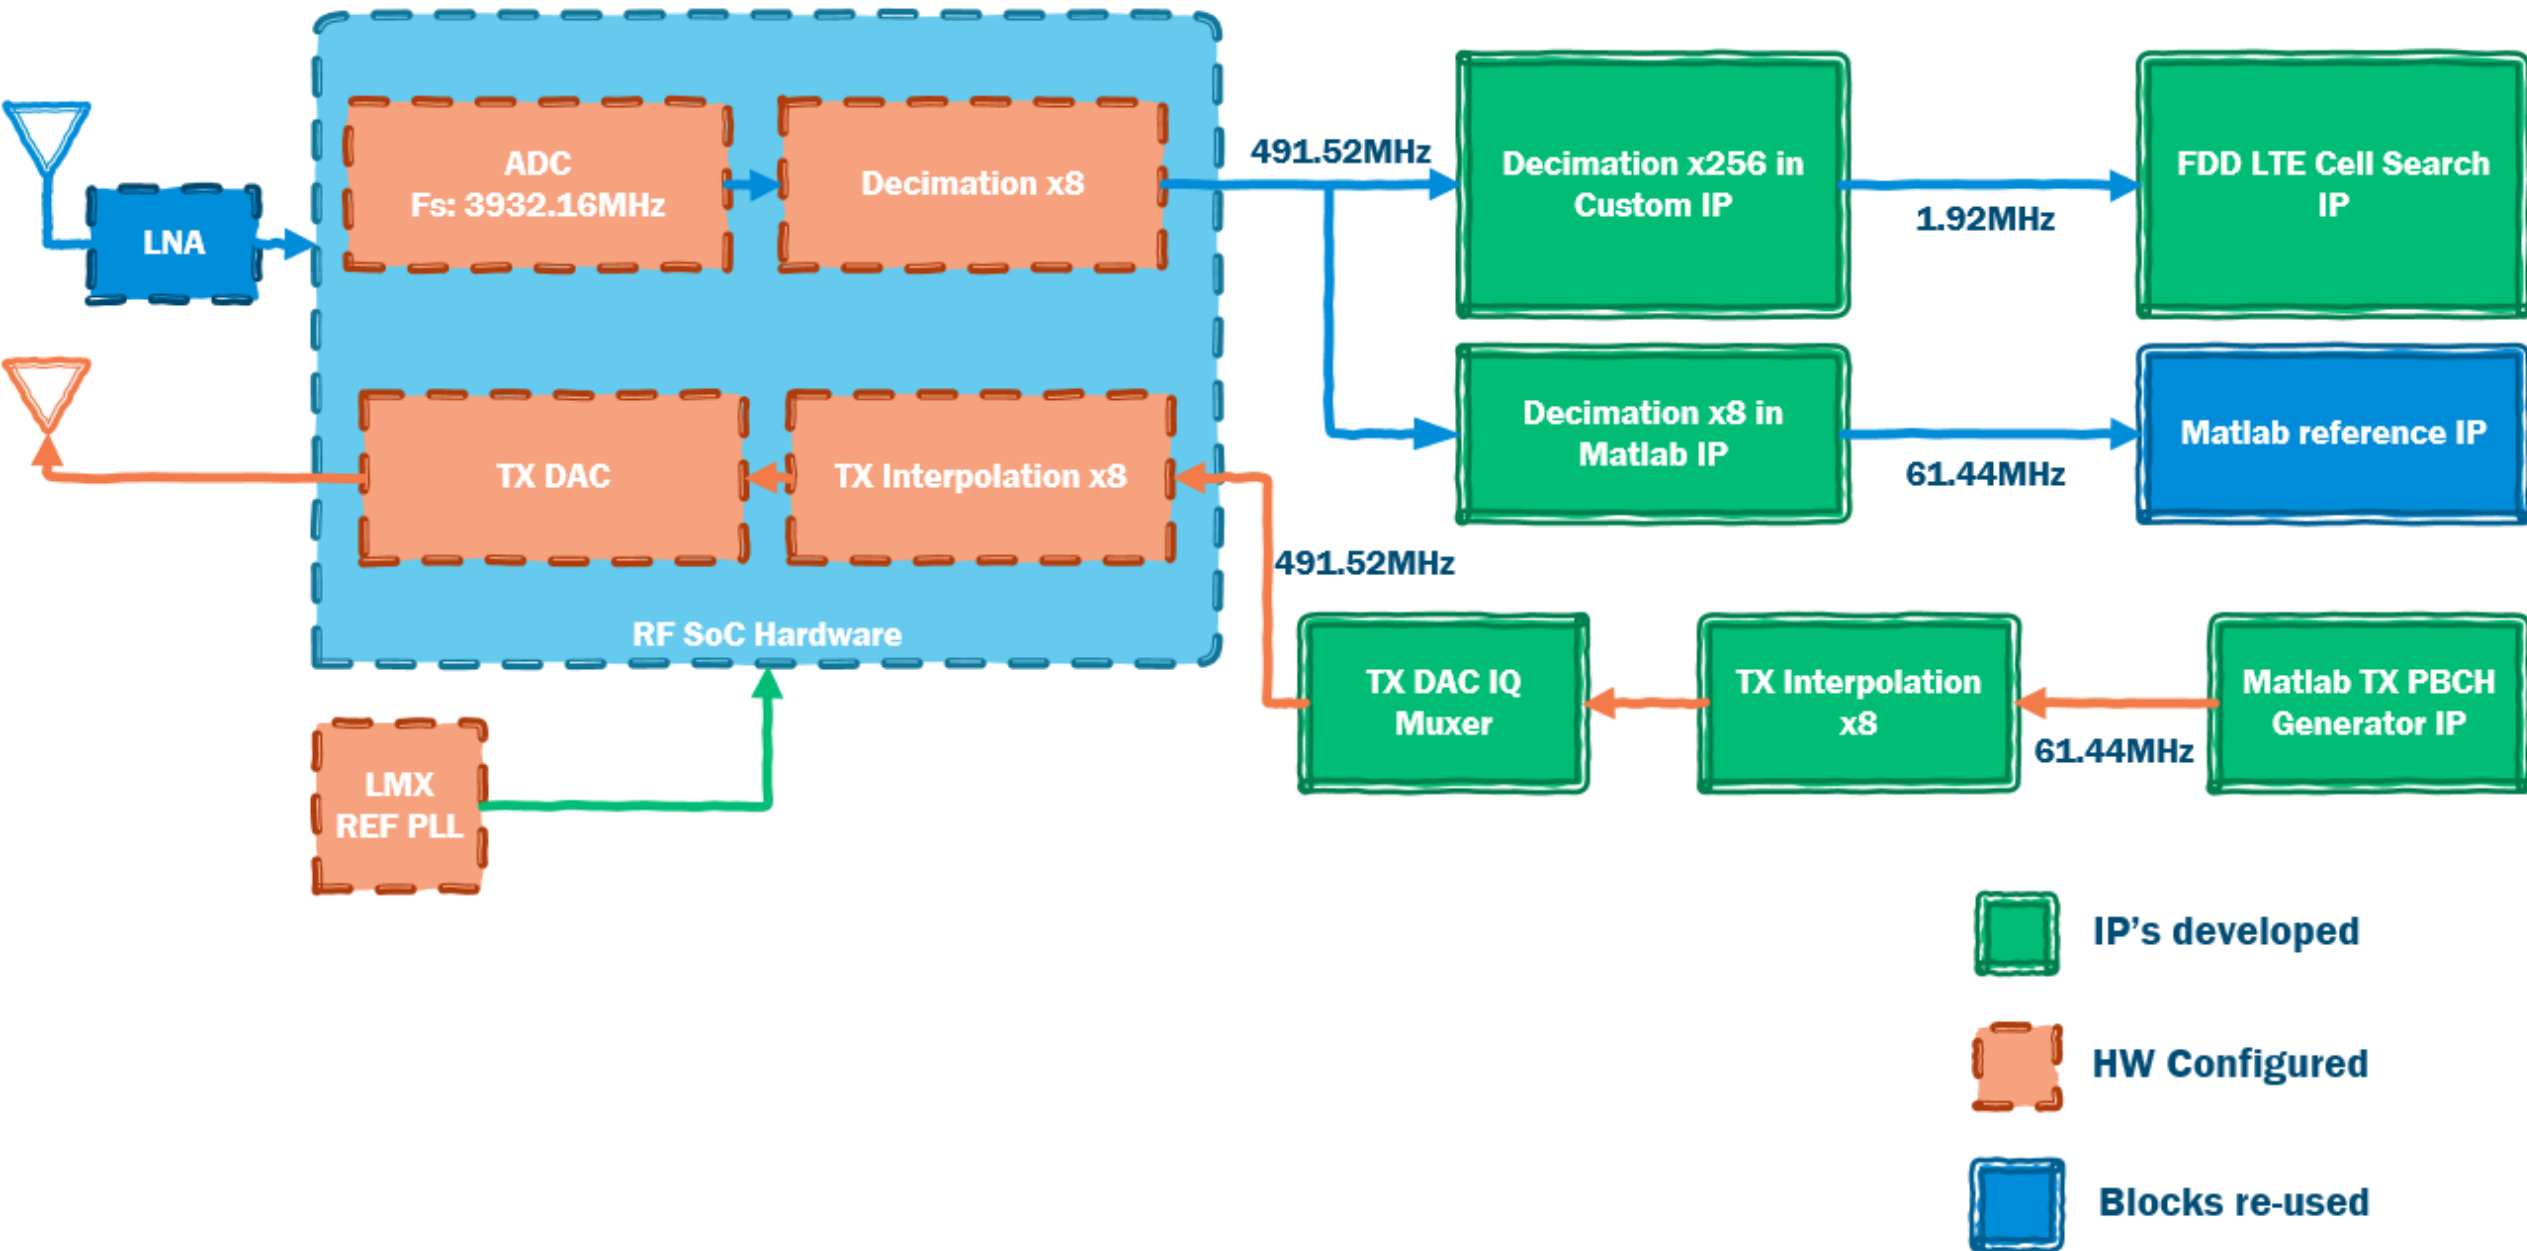 ADC
Fs: 3932.16MHz
Decimation x8
491.52MHz
Decimation x256 in
Custom IP
1.92MHz
FDD LTE Cell Search
IP
LNA
Decimation x8 in
Matlab IP
61.44MHz
Matlab reference IP
TX DAC
TX Interpolation x8
491.52MHz
RF SoC Hardware
TX DAC IQ
Muxer
TX Interpolation
x8
61.44MHz
Matlab TX PBCH
Generator IP
LMX
REF PLL
IP's developed
HW Configured
Blocks re-used